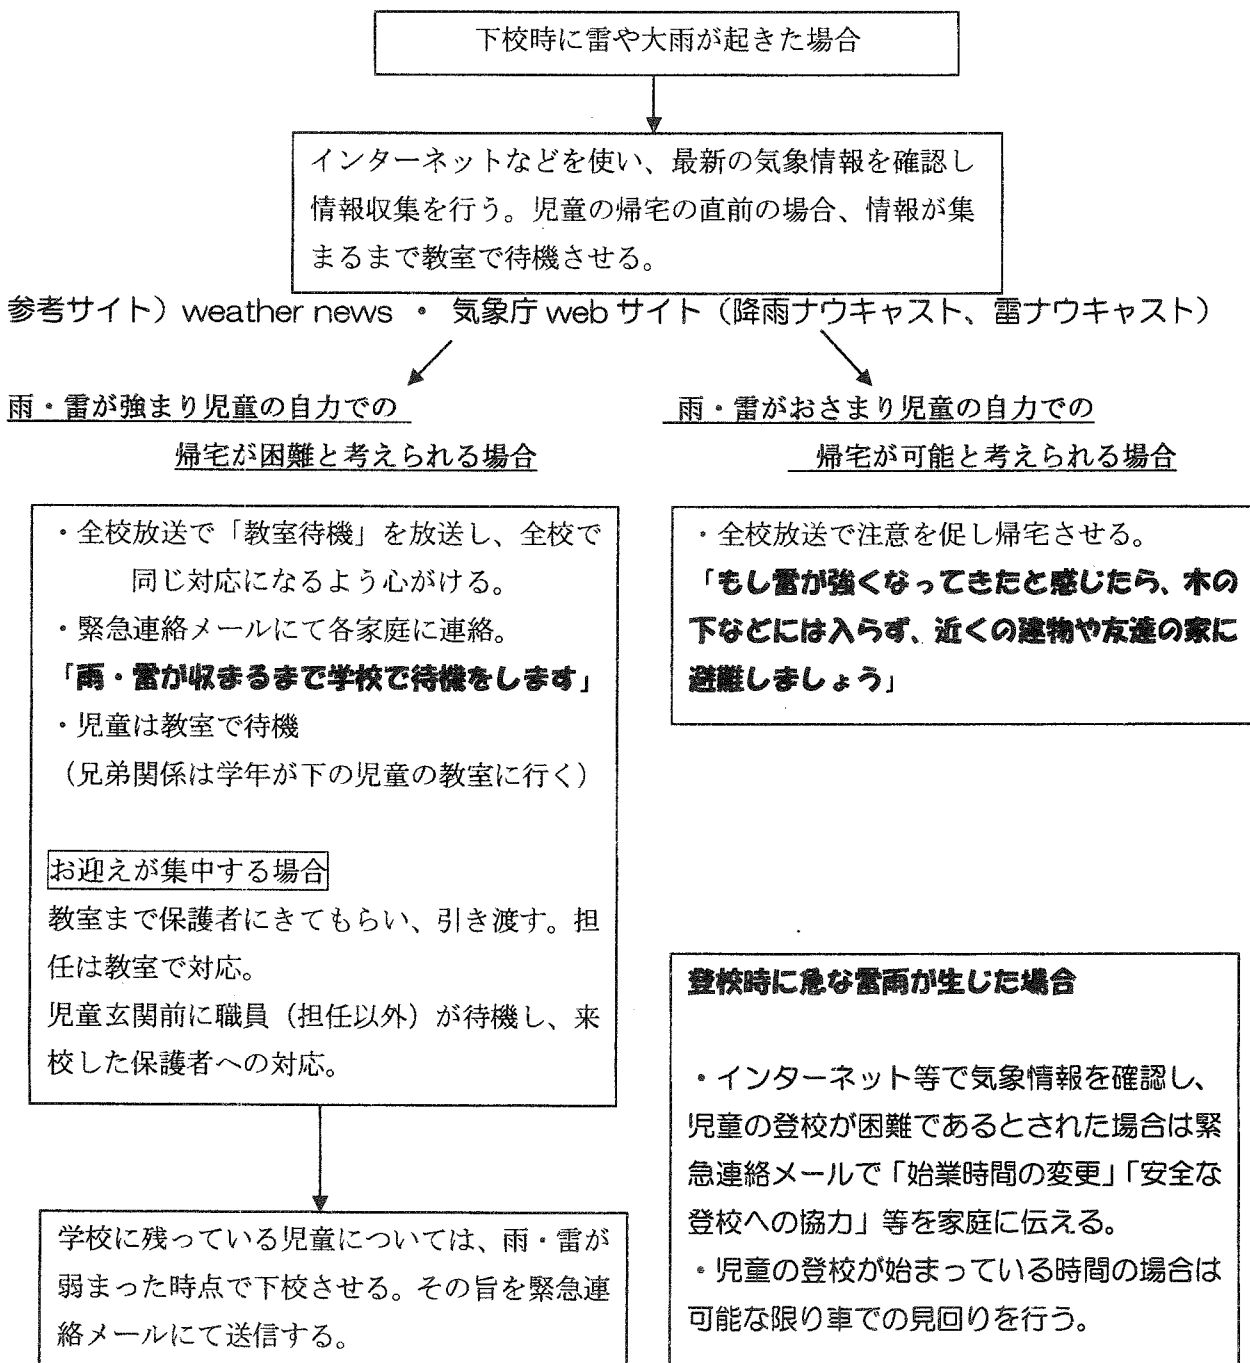 下校時に雷や大雨が起きた場合
インターネットなどを使い、最新の気象情報を確認し
情報収集を行う。児童の帰宅の直前の場合、情報が集
まるまで教室で待機させる。
参考サイト）weather news ・ 気象庁 web サイト（降雨ナウキャスト、雷ナウキャスト）
雨・雷が強まり児童の自力での
帰宅が困難と考えられる場合
・全校放送で「教室待機」を放送し、全校で
同じ対応になるよう心がける。
・緊急連絡メールにて各家庭に連絡。
「雨・雷が収まるまで学校で待機をします」
・児童は教室で待機
（兄弟関係は学年が下の児童の教室に行く）
お迎えが集中する場合
教室まで保護者にきてもらい、引き渡す。担
任は教室で対応。
児童玄関前に職員（担任以外）が待機し、来
校した保護者への対応。
学校に残っている児童については、雨・雷が
弱まった時点で下校させる。その旨を緊急連
絡メールにて送信する。
雨・雷がおさまり児童の自力での
帰宅が可能と考えられる場合
・全校放送で注意を促し帰宅させる。
「もし雷が強くなってきたと感じたら、木の
下などには入らず、近くの建物や友達の家に
避難しましょう」
登校時に急な雷雨が生じた場合
・インターネット等で気象情報を確認し、
児童の登校が困難であるとされた場合は緊
急連絡メールで「始業時間の変更」「安全な
登校への協力」等を家庭に伝える。
・児童の登校が始まっている時間の場合は
可能な限り車での見回りを行う。